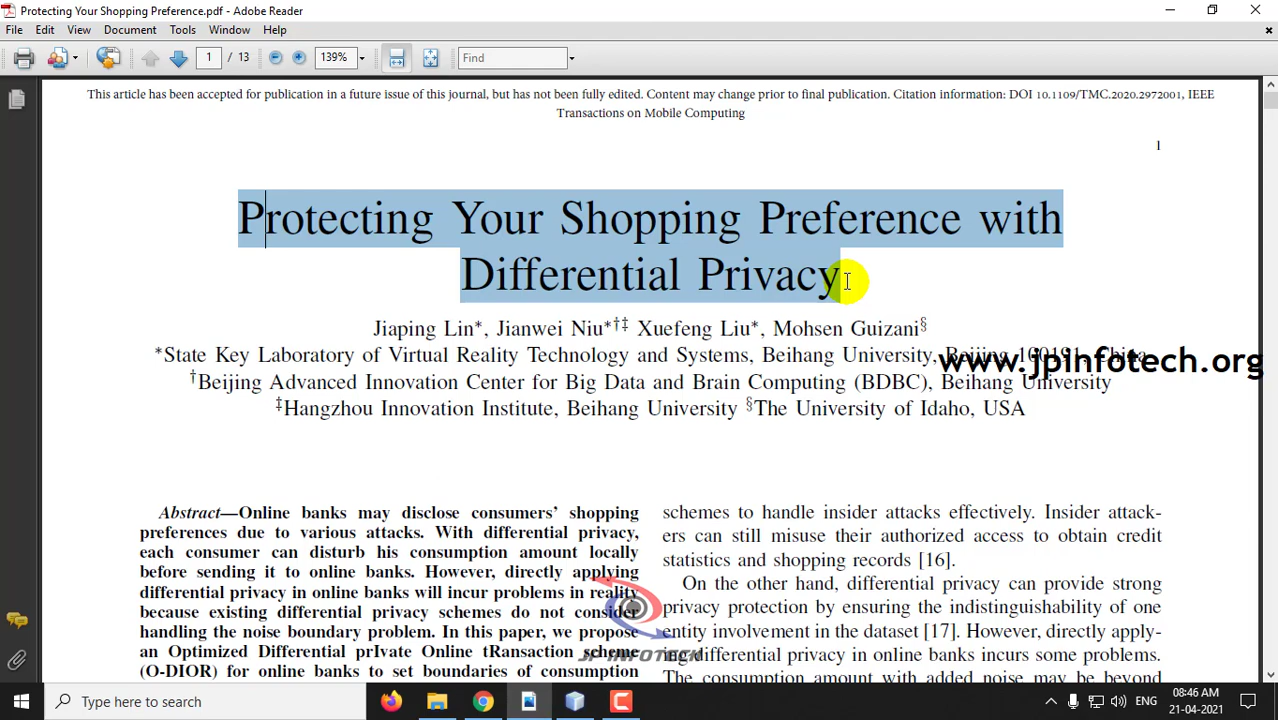 Protecting Your Shopping Preference.pdf - Adobe Reader
File Edit View Document Tools Window Help
1 / 13 139% Find
This article has been accepted for publication in a future issue of this journal, but has not been fully edited. Content may change prior to final publication. Citation information: DOI 10.1109/TMC.2020.2972001, IEEE
Transactions on Mobile Computing
1
Protecting Your Shopping Preference with
Differential Privacy
Jiaping Lin*, Jianwei Niu*†‡ Xuefeng Liu*, Mohsen Guizani§
*State Key Laboratory of Virtual Reality Technology and Systems, Beihang University, Beijing 100191, China
www.jpinfotech.org
†Beijing Advanced Innovation Center for Big Data and Brain Computing (BDBC), Beihang University
‡Hangzhou Innovation Institute, Beihang University §The University of Idaho, USA
Abstract—Online banks may disclose consumers' shopping
preferences due to various attacks. With differential privacy,
each consumer can disturb his consumption amount locally
before sending it to online banks. However, directly applying
differential privacy in online banks will incur problems in reality
because existing differential privacy schemes do not consider
handling the noise boundary problem. In this paper, we propose
an Optimized Differential prIvate Online tRansaction scheme
(O-DIOR) for online banks to set boundaries of consumption
schemes to handle insider attacks effectively. Insider attack-
ers can still misuse their authorized access to obtain credit
statistics and shopping records [16].
On the other hand, differential privacy can provide strong
privacy protection by ensuring the indistinguishability of one
entity involvement in the dataset [17]. However, directly apply-
ing differential privacy in online banks incurs some problems.
The consumption amount with added noise may be beyond
JP INFOTECH
Type here to search
ENG
08:46 AM
21-04-2021